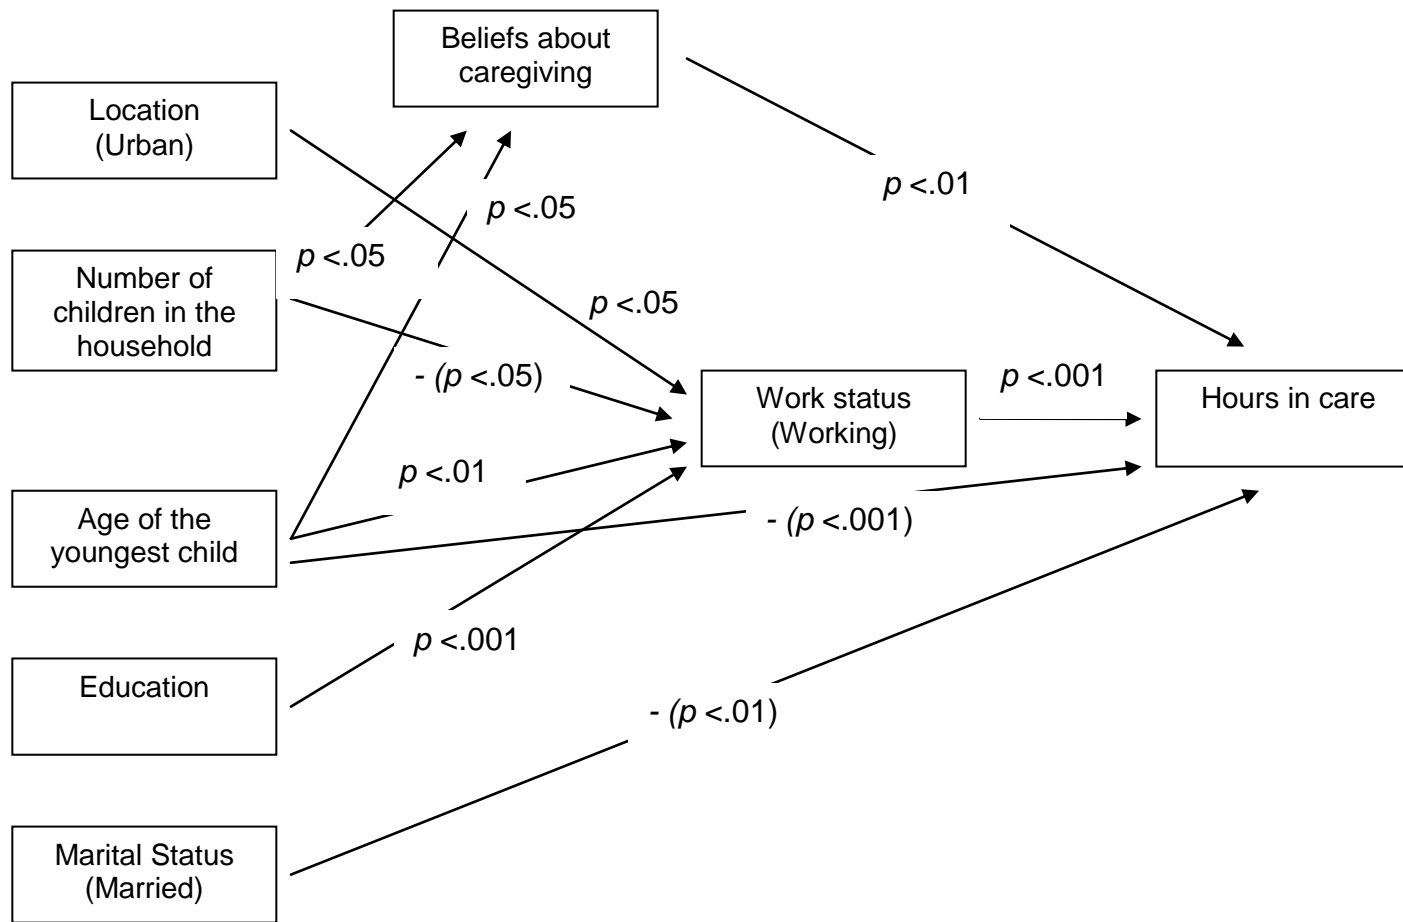 Beliefs about
caregiving
Location
(Urban)
p <.01
p <.05
p <.05
Number of
children in the
household
p <.05
- (p <.05)
p <.001
Work status
(Working)
Hours in care
p <.01
Age of the
youngest child
- (p <.001)
p <.001
Education
- (p <.01)
Marital Status
(Married)